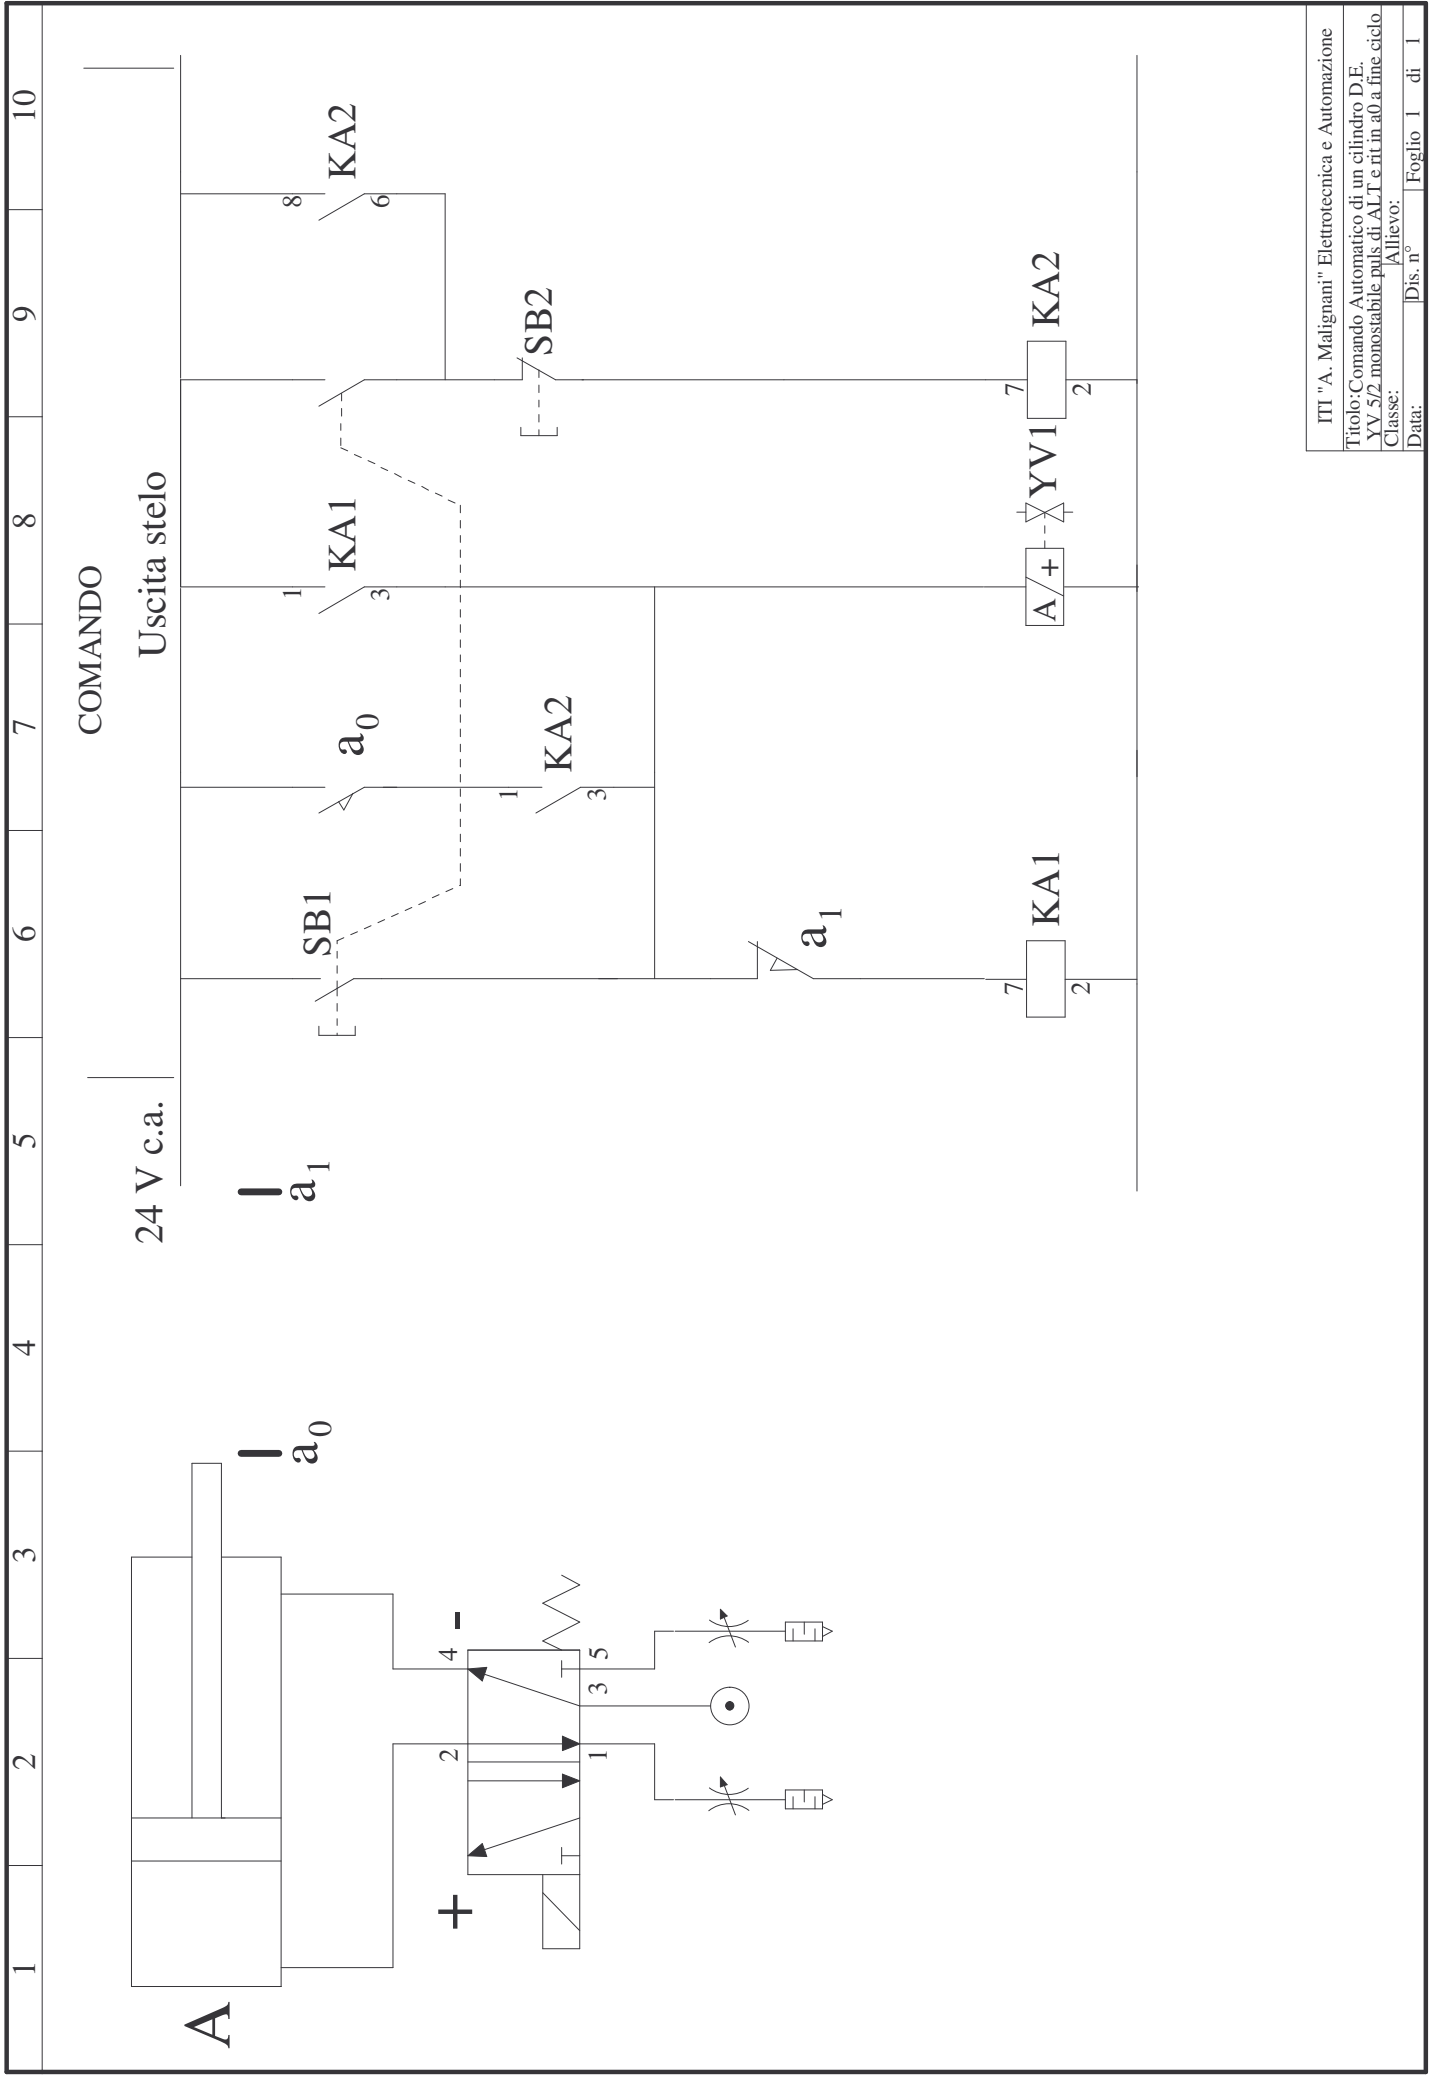 1 2 3 4 5 6 7 8 9 10
COMANDO
24 V c.a.
Uscita stelo
A
a0
a1
+
-
2 4
1 3 5
SB1
a0
1 KA1 3
8 KA2 6
1 KA2 3
SB2
a1
7 KA1 2
A + YV1
7 KA2 2
ITI "A. Malignani" Elettrotecnica e Automazione
Titolo:Comando Automatico di un cilindro D.E.
YV 5/2 monostabile puls di ALT e rit in a0 a fine ciclo
Classe: Allievo:
Data: Dis. n° Foglio 1 di 1